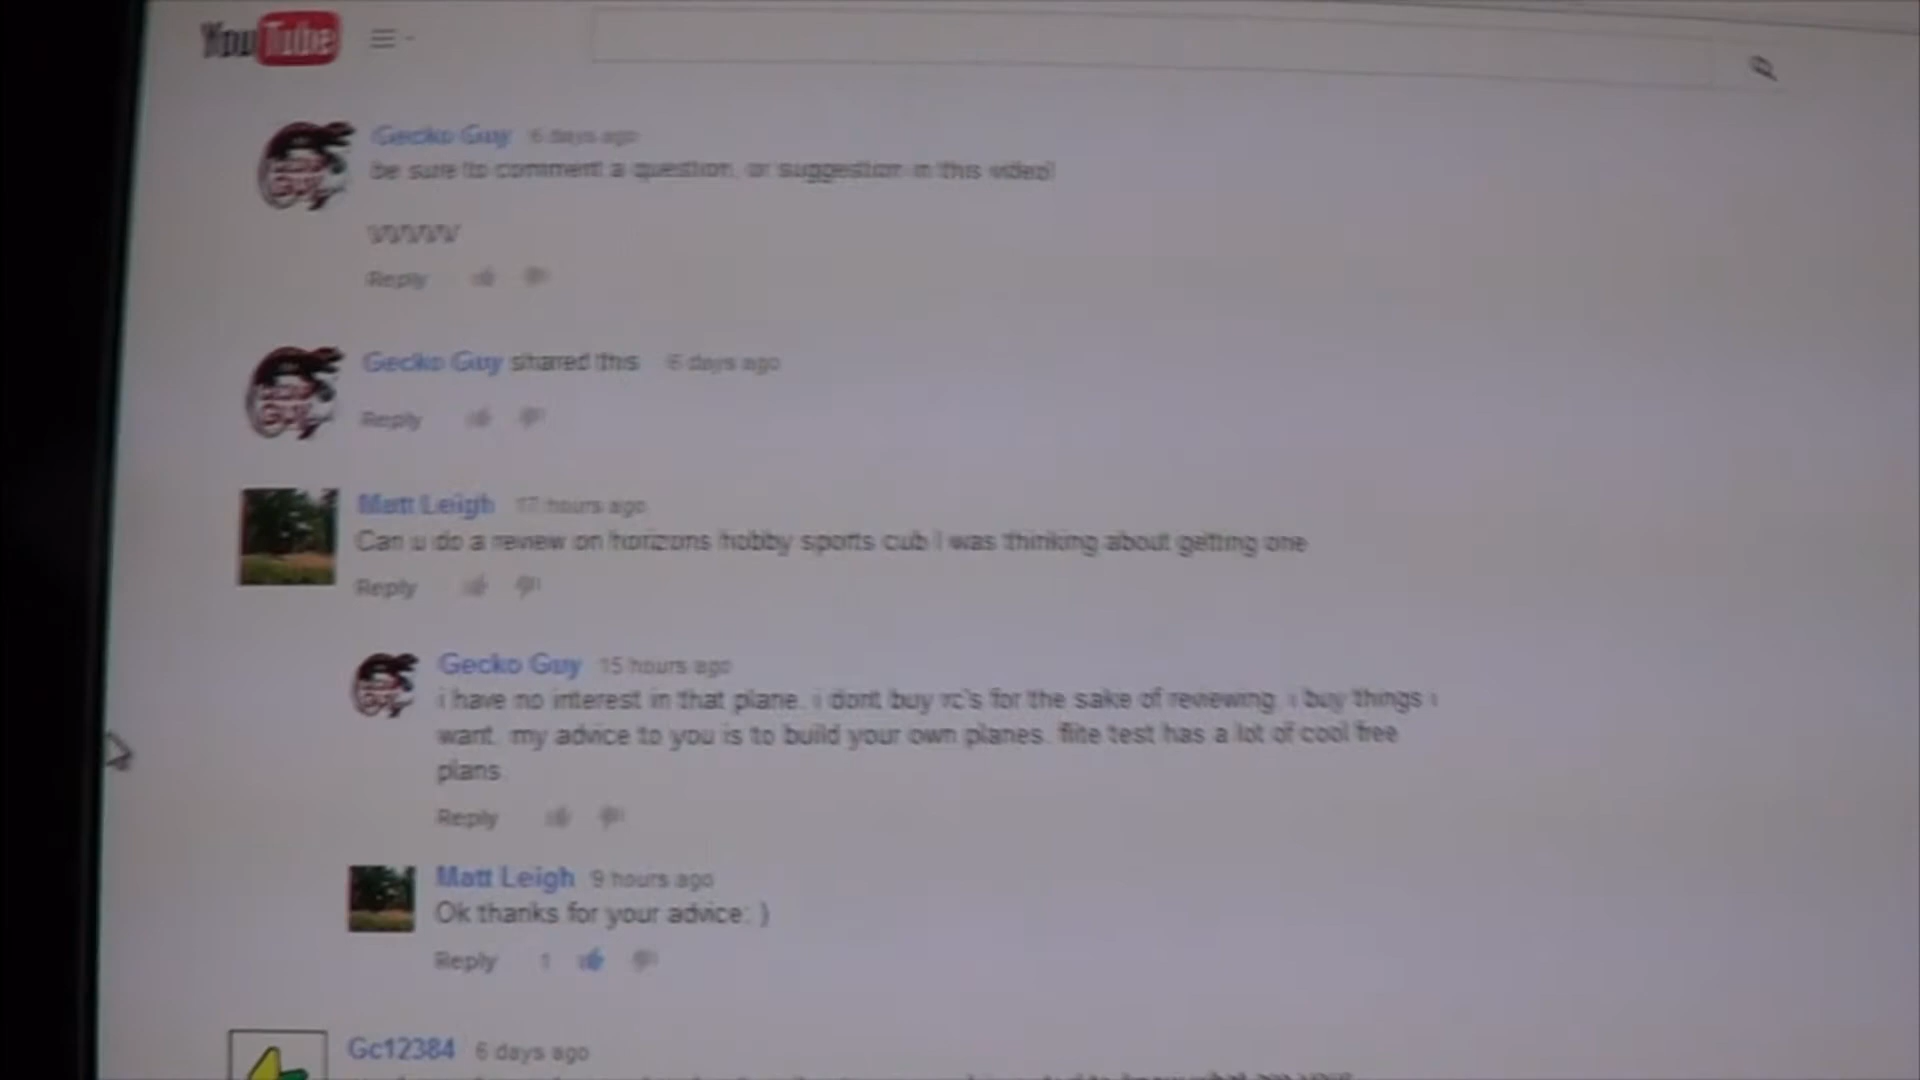 YouTube
Gecko Guy 6 days ago
be sure to comment a question, or suggestion in this video!
VVVVV
Reply
Gecko Guy shared this 6 days ago
Reply
Matt Leigh 17 hours ago
Can u do a review on horizons hobby sports cub I was thinking about getting one
Reply
Gecko Guy 15 hours ago
i have no interest in that plane. i dont buy rc's for the sake of reviewing. i buy things i
want. my advice to you is to build your own planes. flite test has a lot of cool free
plans
Reply
Matt Leigh 9 hours ago
Ok thanks for your advice: )
Reply 1
Gc12384 6 days ago